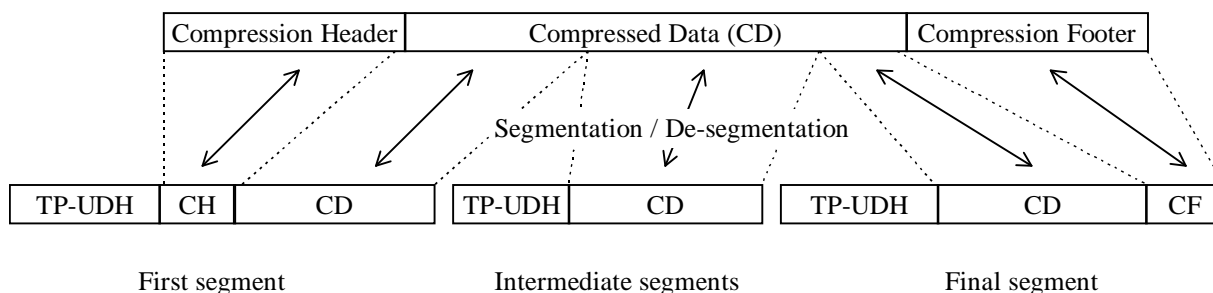 Compression Header Compressed Data (CD) Compression Footer
Segmentation / De-segmentation
TP-UDH CH CD TP-UDH CD TP-UDH CD CF
First segment Intermediate segments Final segment